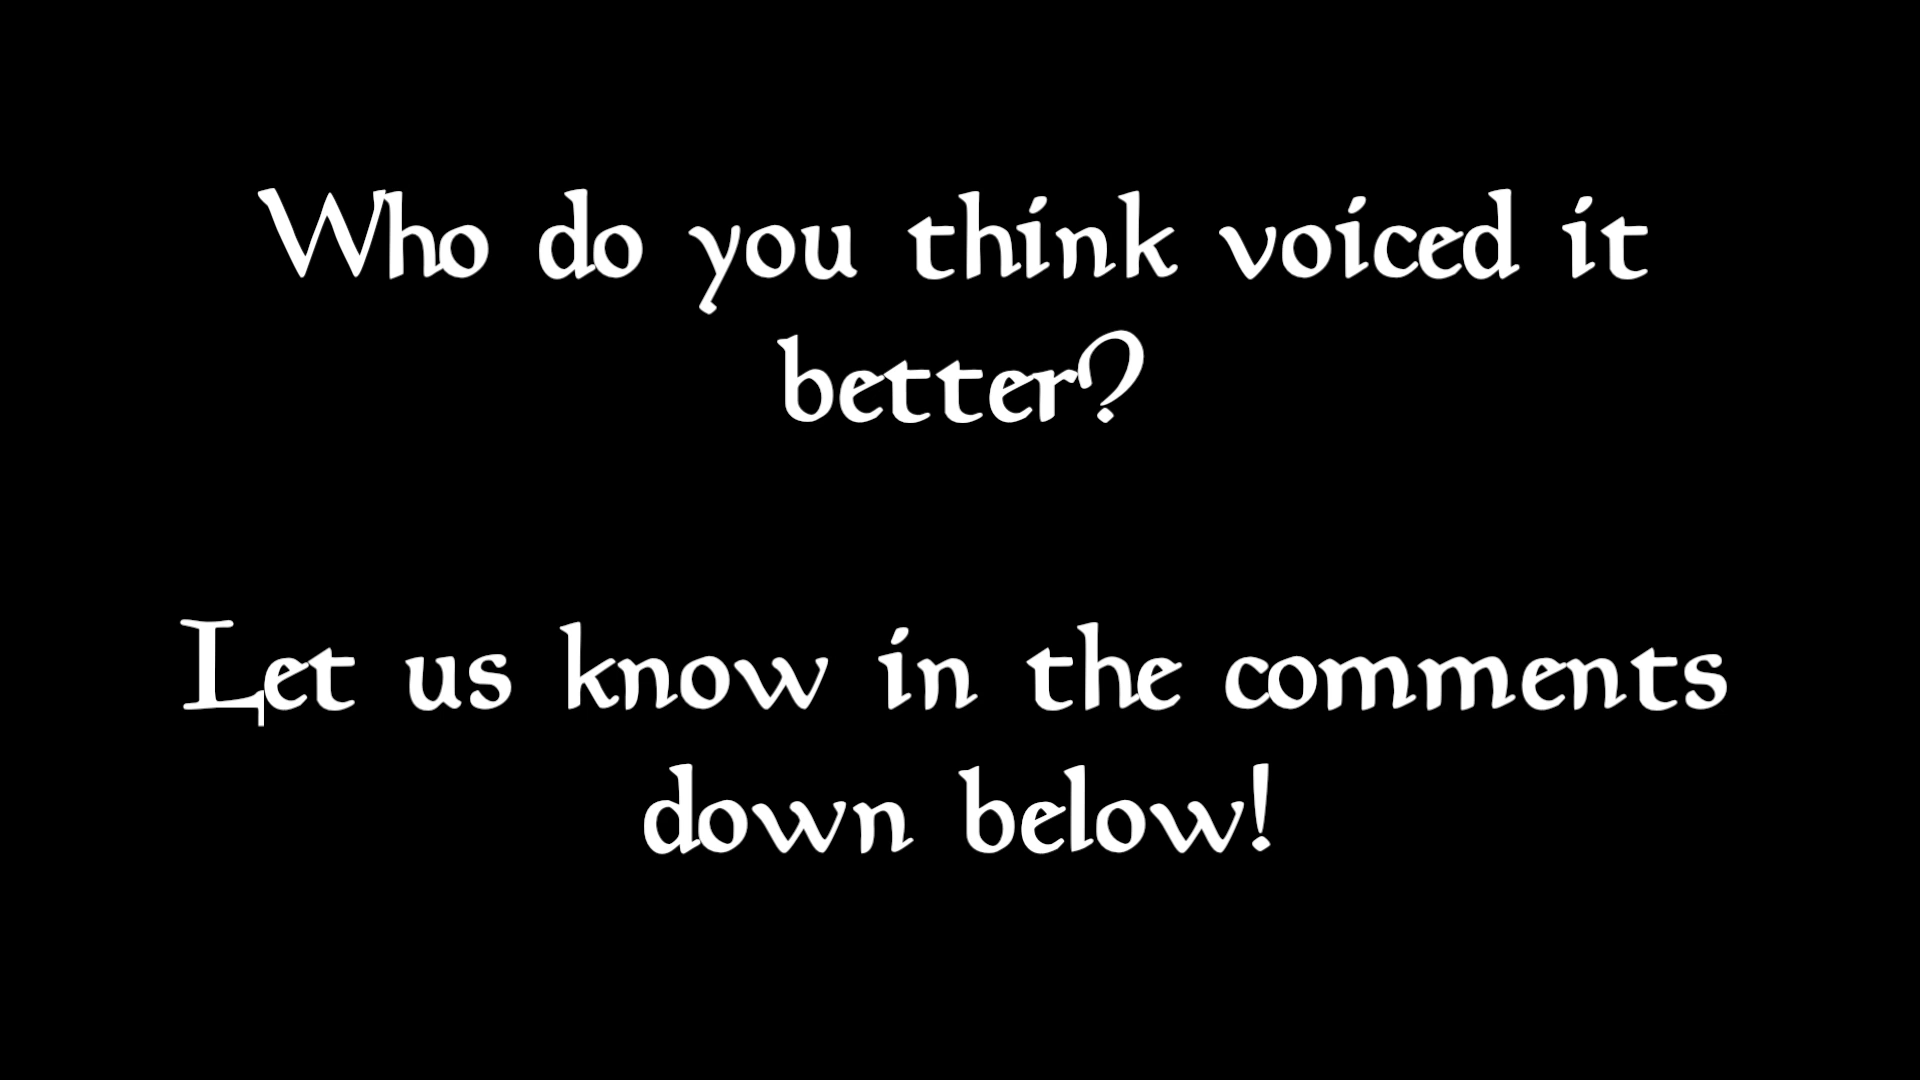 Who do you think voiced it
better?
Let us know in the comments
down below!